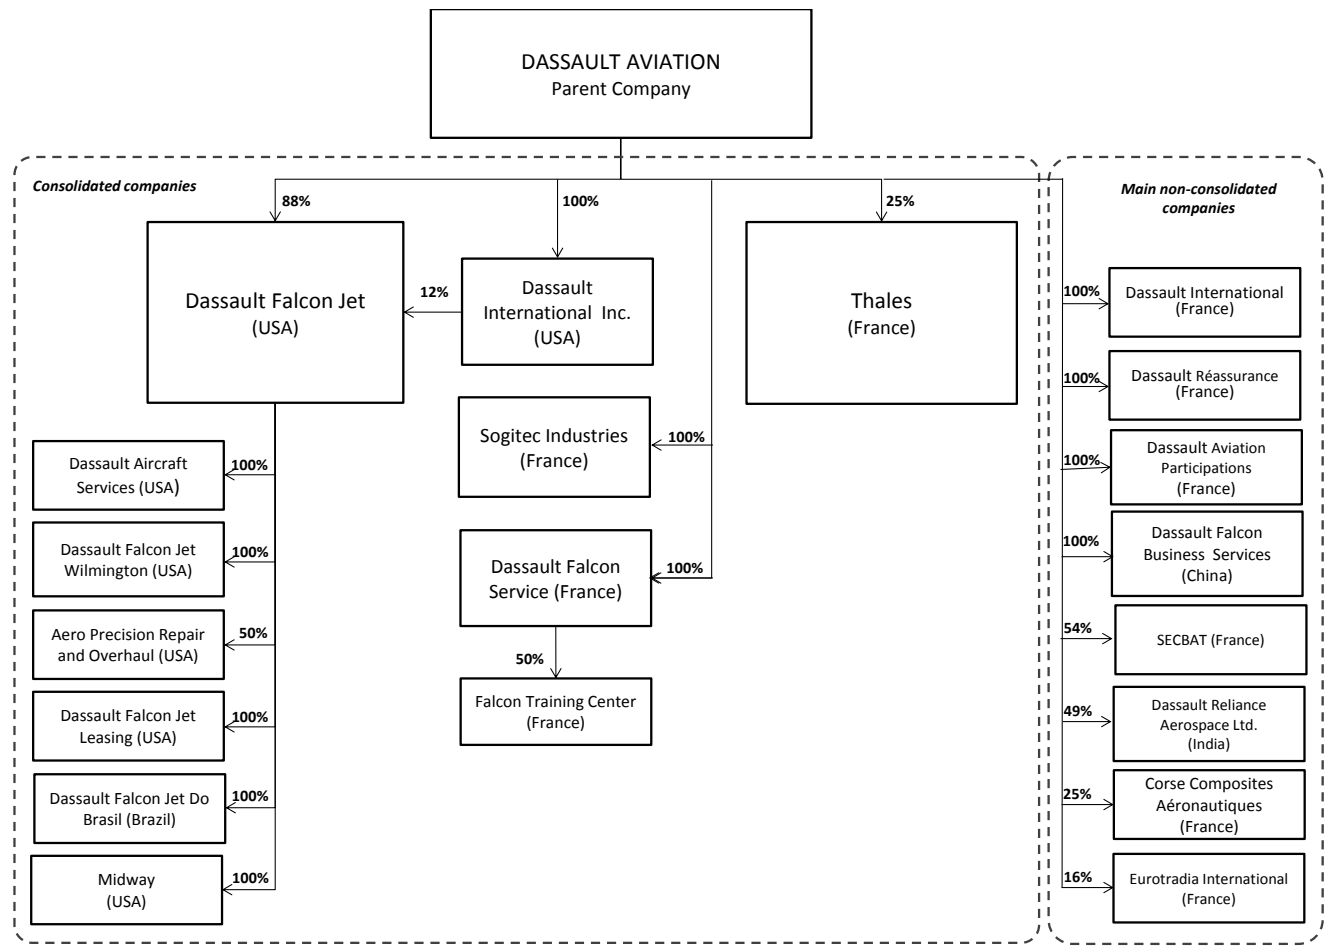 DASSAULT AVIATION
Parent Company
Consolidated companies
Main non-consolidated
companies
88%
100%
25%
Dassault Falcon Jet
(USA)
12%
Dassault
International Inc.
(USA)
Thales
(France)
Sogitec Industries
(France)
100%
Dassault Falcon
Service (France)
100%
50%
Falcon Training Center
(France)
Dassault Aircraft
Services (USA)
100%
Dassault Falcon Jet
Wilmington (USA)
100%
Aero Precision Repair
and Overhaul (USA)
50%
Dassault Falcon Jet
Leasing (USA)
100%
Dassault Falcon Jet Do
Brasil (Brazil)
100%
Midway
(USA)
100%
100%
Dassault International
(France)
100%
Dassault Réassurance
(France)
100%
Dassault Aviation
Participations
(France)
100%
Dassault Falcon
Business Services
(China)
54%
SECBAT (France)
49%
Dassault Reliance
Aerospace Ltd.
(India)
25%
Corse Composites
Aéronautiques
(France)
16%
Eurotradia International
(France)